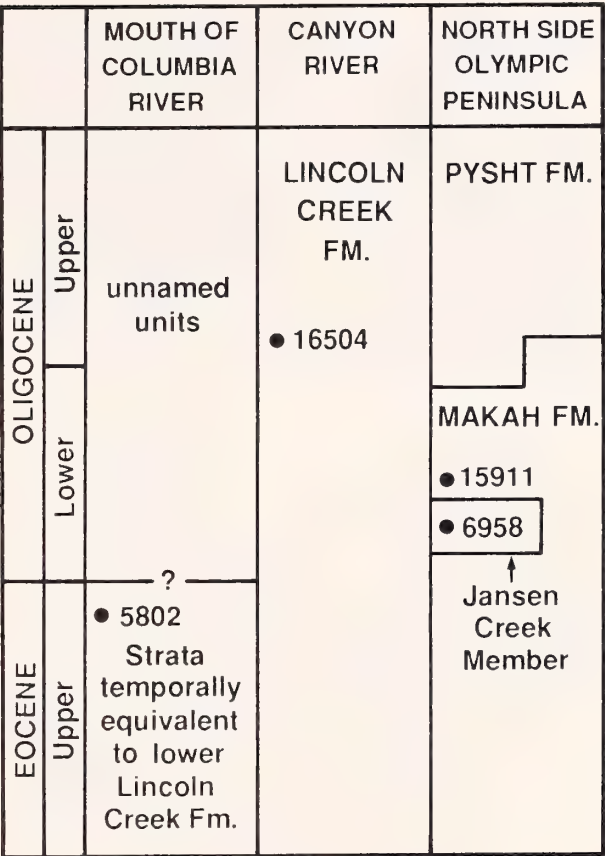 MOUTH OF
COLUMBIA
RIVER
CANYON
RIVER
NORTH SIDE
OLYMPIC
PENINSULA
OLIGOCENE
Upper
Lower
EOCENE
Upper
unnamed
units
?
● 5802
Strata
temporally
equivalent
to lower
Lincoln
Creek Fm.
LINCOLN
CREEK
FM.
● 16504
PYSHT FM.
MAKAH FM.
● 15911
● 6958
Jansen
Creek
Member